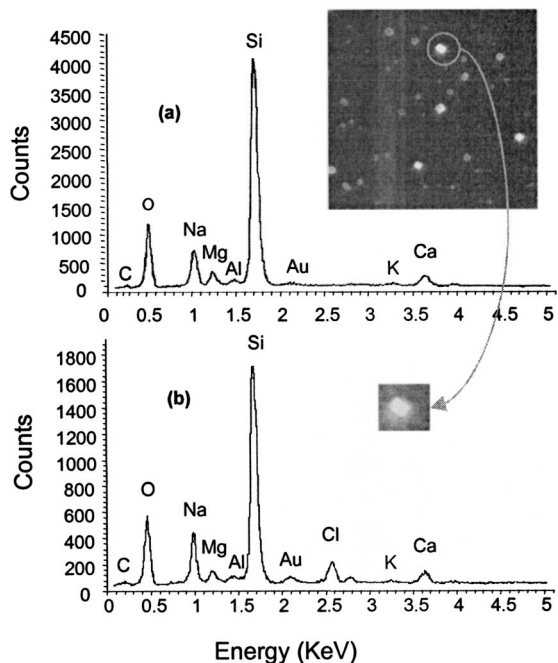 4500
4000
3500
3000
2500
2000
1500
1000
500
0
Counts
(a)
C
O
Na
Mg
Al
Si
Au
K
Ca
0 0.5 1 1.5 2 2.5 3 3.5 4 4.5 5
1800
1600
1400
1200
1000
800
600
400
200
0
Counts
(b)
C
O
Na
Mg
Al
Si
Au
Cl
K
Ca
0 0.5 1 1.5 2 2.5 3 3.5 4 4.5 5
Energy (KeV)